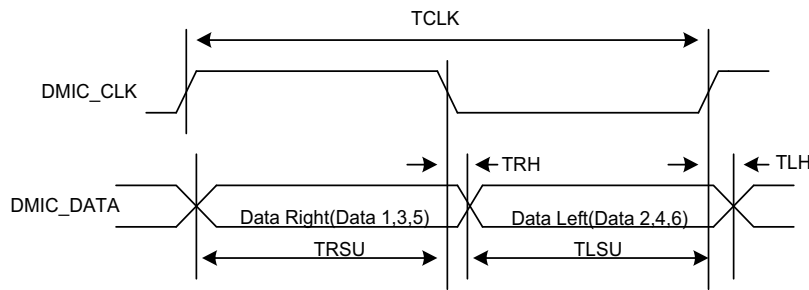 TCLK
DMIC_CLK
TRH
TLH
DMIC_DATA
Data Right(Data 1,3,5)
Data Left(Data 2,4,6)
TRSU
TLSU